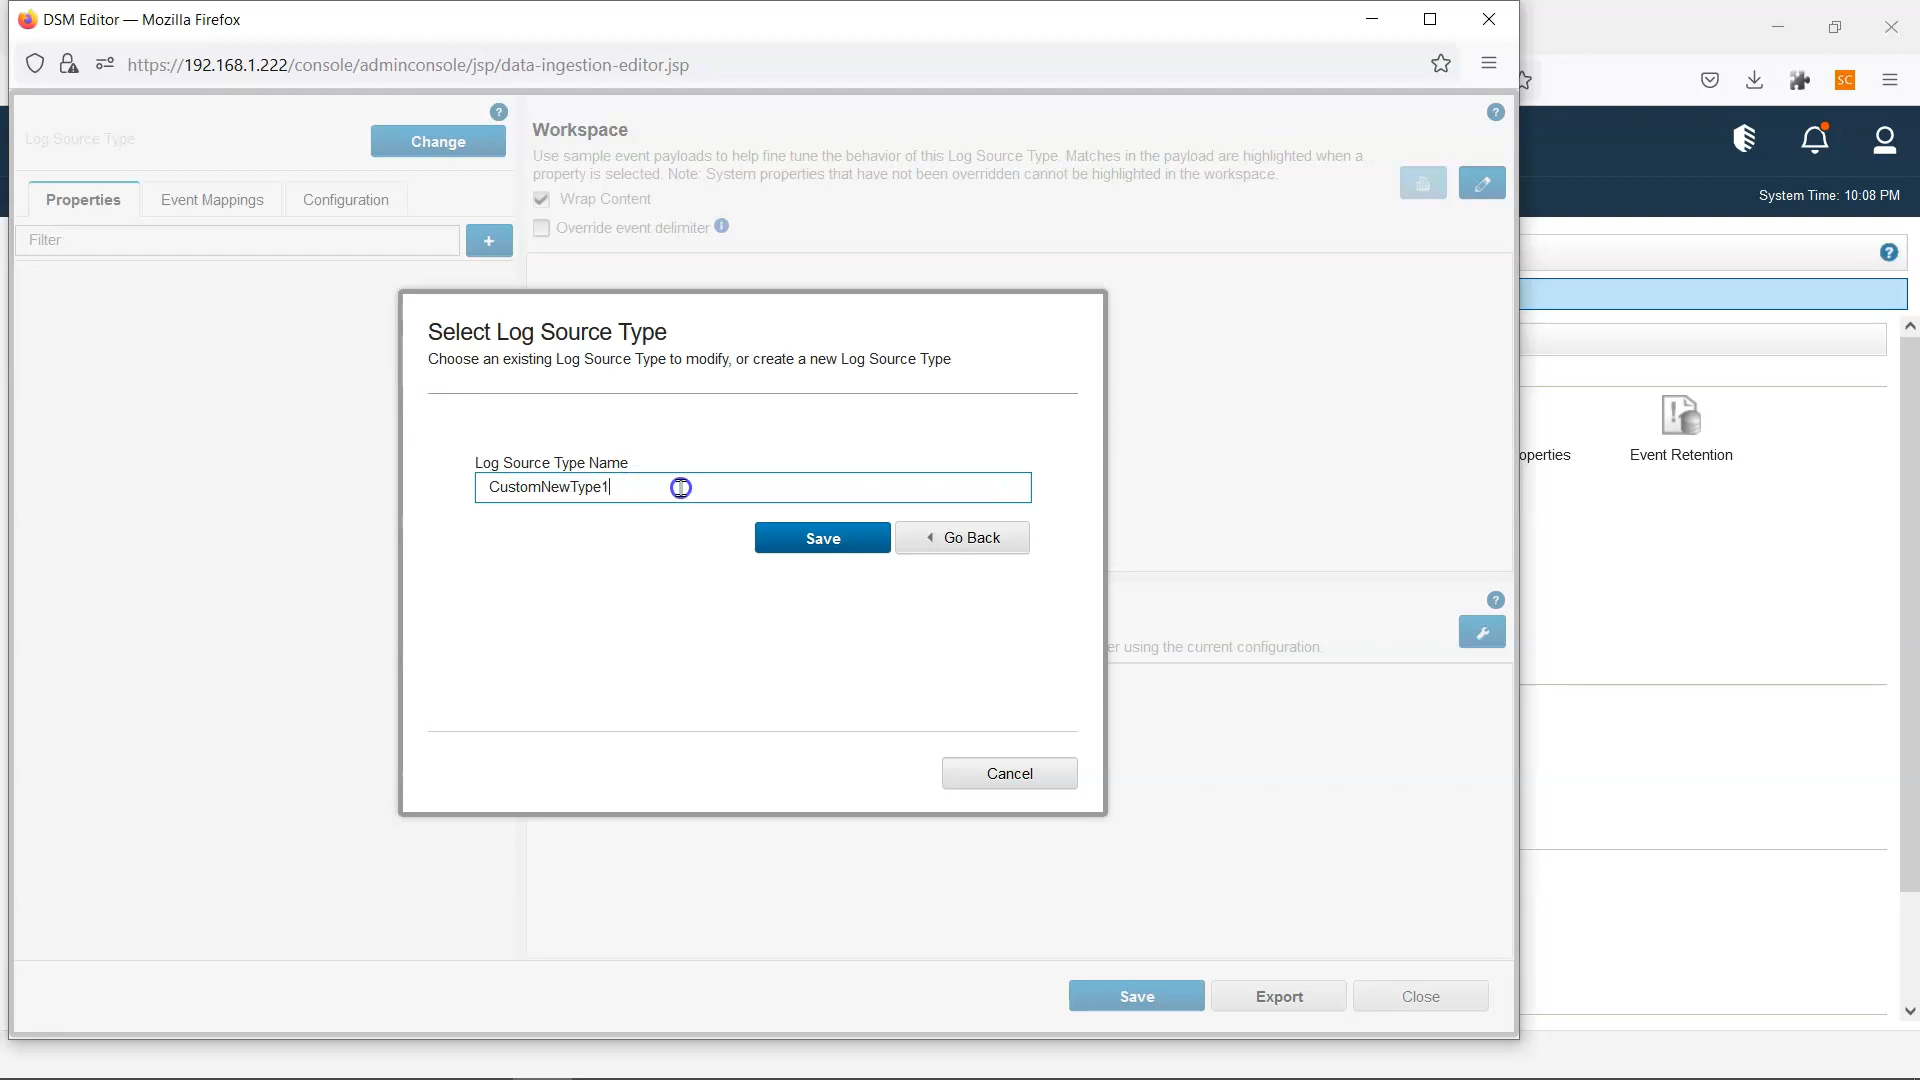 DSM Editor — Mozilla Firefox
https://192.168.1.222/console/adminconsole/jsp/data-ingestion-editor.jsp
SC
System Time: 10:08 PM
Log Source Type
Change
?
Properties
Event Mappings
Configuration
Filter
+
Workspace
?
Use sample event payloads to help fine tune the behavior of this Log Source Type. Matches in the payload are highlighted when a
property is selected. Note: System properties that have not been overridden cannot be highlighted in the workspace.
Wrap Content
Override event delimiter
i
Select Log Source Type
Choose an existing Log Source Type to modify, or create a new Log Source Type
Log Source Type Name
CustomNewType1
Save
Go Back
Cancel
?
er using the current configuration.
Save
Export
Close
?
operties
Event Retention